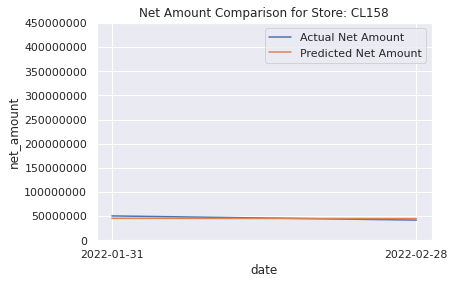 Net Amount Comparison for Store: CL158
450000000
400000000
350000000
300000000
250000000
200000000
150000000
100000000
50000000
0
net_amount
Actual Net Amount
Predicted Net Amount
2022-01-31
2022-02-28
date